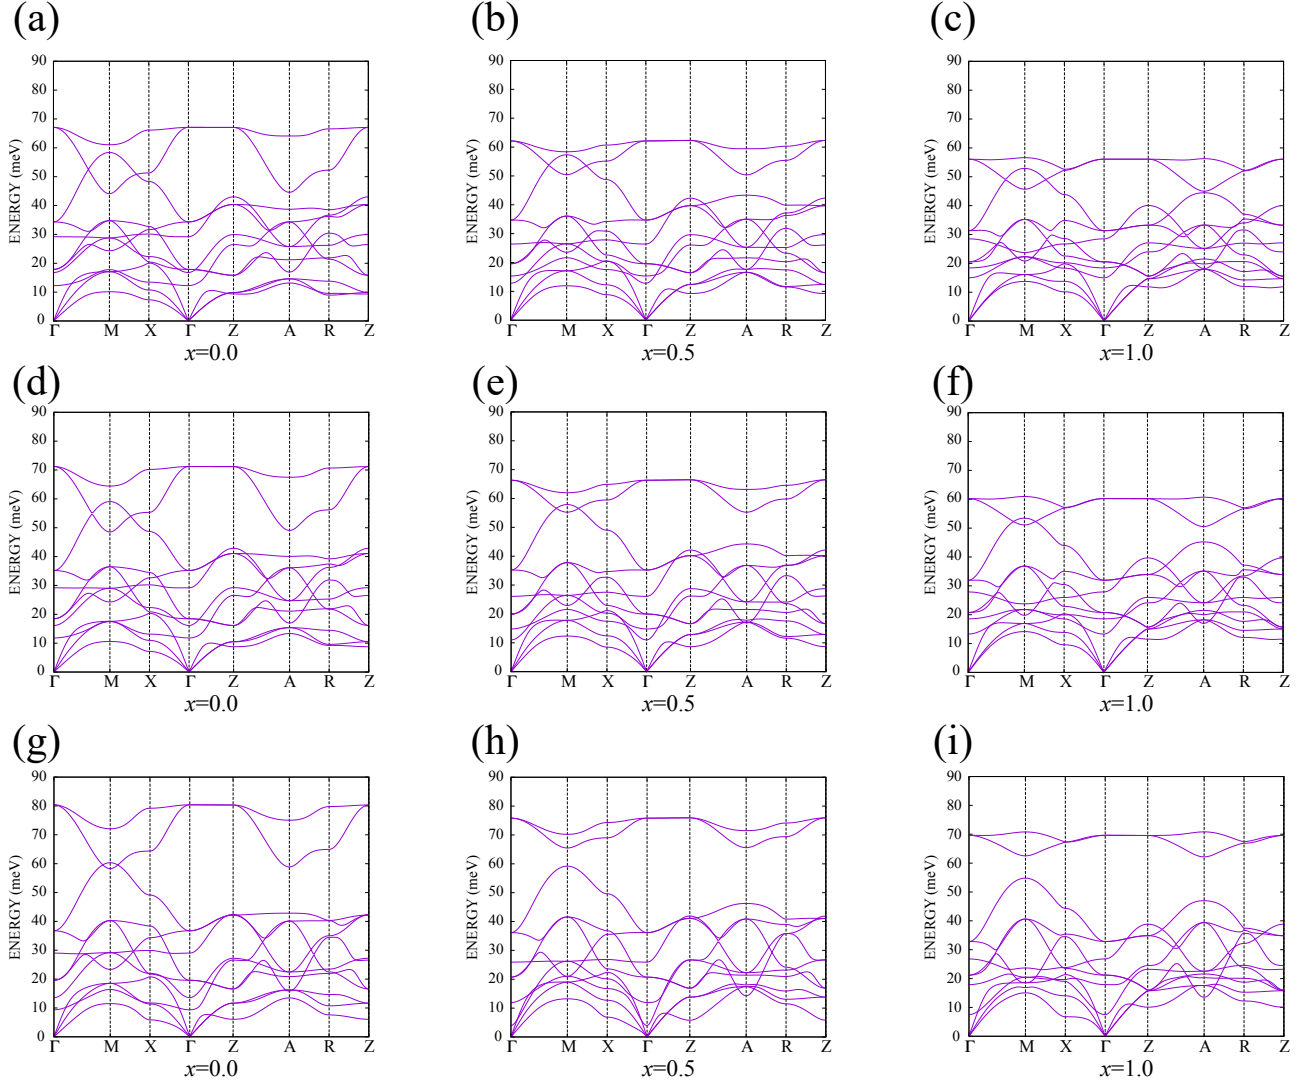 (a)
(b)
(c)
90
80
70
60
50
40
30
20
10
0
ENERGY (meV)
Γ M X Γ Z A R Z
x=0.0
90
80
70
60
50
40
30
20
10
0
ENERGY (meV)
Γ M X Γ Z A R Z
x=0.5
90
80
70
60
50
40
30
20
10
0
ENERGY (meV)
Γ M X Γ Z A R Z
x=1.0
(d)
(e)
(f)
90
80
70
60
50
40
30
20
10
0
ENERGY (meV)
Γ M X Γ Z A R Z
x=0.0
90
80
70
60
50
40
30
20
10
0
ENERGY (meV)
Γ M X Γ Z A R Z
x=0.5
90
80
70
60
50
40
30
20
10
0
ENERGY (meV)
Γ M X Γ Z A R Z
x=1.0
(g)
(h)
(i)
90
80
70
60
50
40
30
20
10
0
ENERGY (meV)
Γ M X Γ Z A R Z
x=0.0
90
80
70
60
50
40
30
20
10
0
ENERGY (meV)
Γ M X Γ Z A R Z
x=0.5
90
80
70
60
50
40
30
20
10
0
ENERGY (meV)
Γ M X Γ Z A R Z
x=1.0